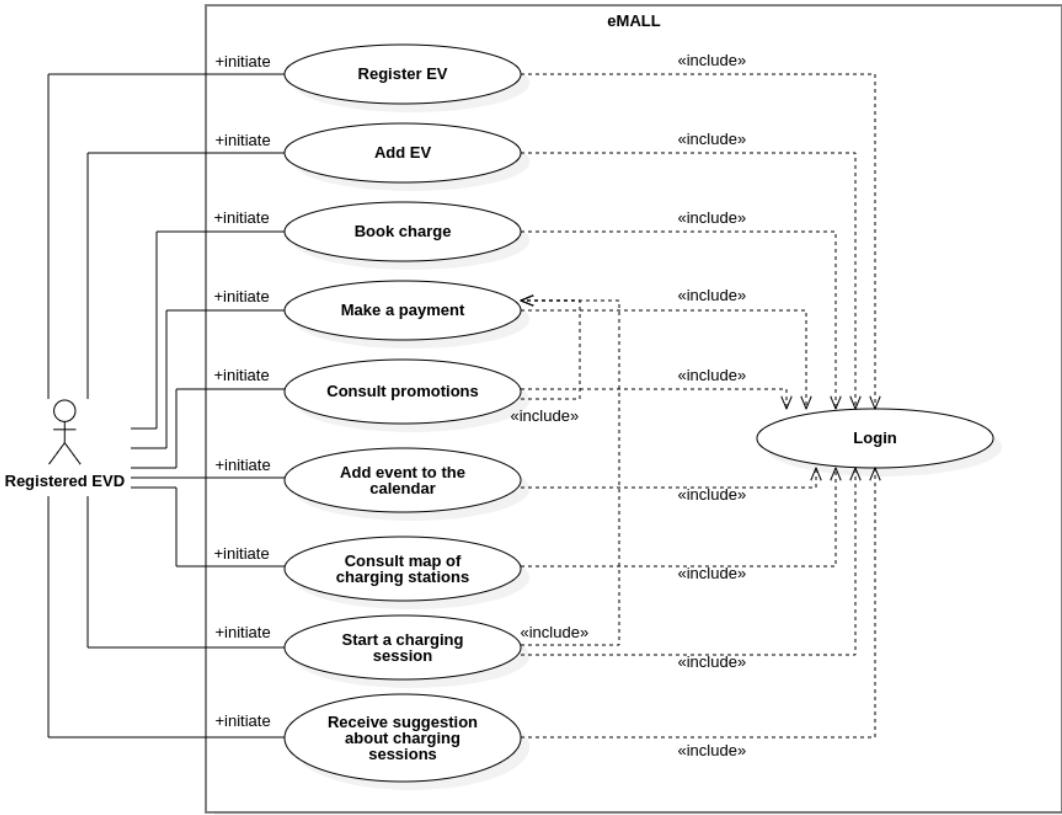 eMALL
+initiate
Register EV
«include»
+initiate
Add EV
«include»
+initiate
Book charge
«include»
+initiate
Make a payment
«include»
+initiate
Consult promotions
«include»
«include»
+initiate
Add event to the
calendar
«include»
+initiate
Consult map of
charging stations
«include»
+initiate
Start a charging
session
«include»
«include»
+initiate
Receive suggestion
about charging
sessions
«include»
Login
Registered EVD